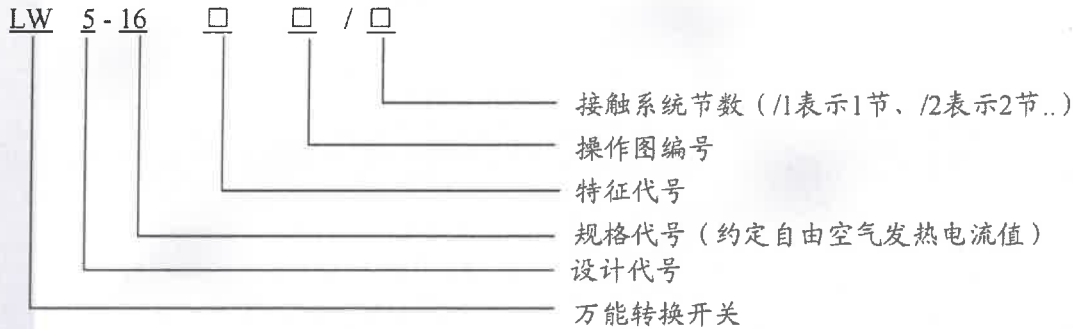 LW 5-16 □ □ / □
接触系统节数（/1表示1节、/2表示2节..）
操作图编号
特征代号
规格代号（约定自由空气发热电流值）
设计代号
万能转换开关